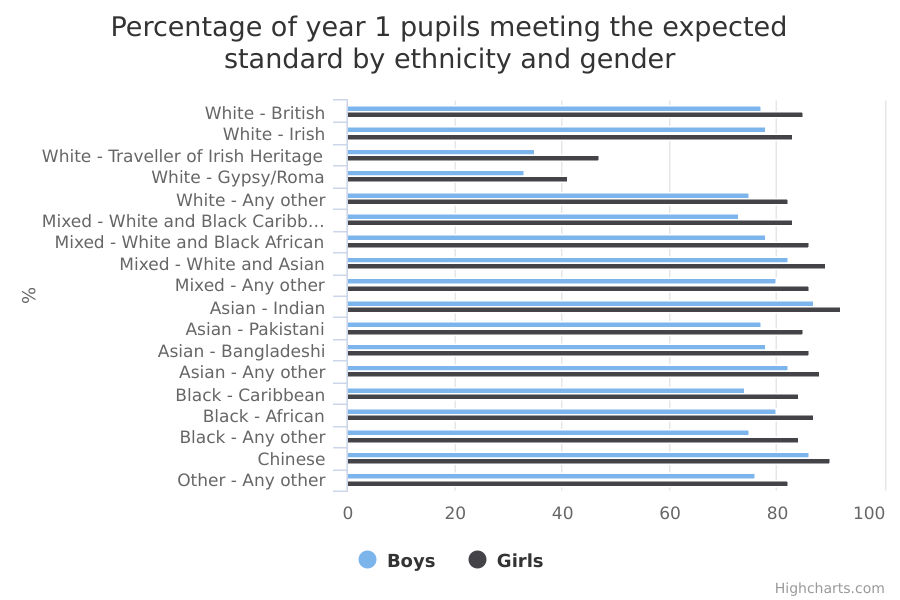 Percentage of year 1 pupils meeting the expected
standard by ethnicity and gender
White - British
White - Irish
White - Traveller of Irish Heritage
White - Gypsy/Roma
White - Any other
Mixed - White and Black Caribb…
Mixed - White and Black African
Mixed - White and Asian
Mixed - Any other
Asian - Indian
Asian - Pakistani
Asian - Bangladeshi
Asian - Any other
Black - Caribbean
Black - African
Black - Any other
Chinese
Other - Any other
%
0 20 40 60 80 100
Boys Girls
Highcharts.com